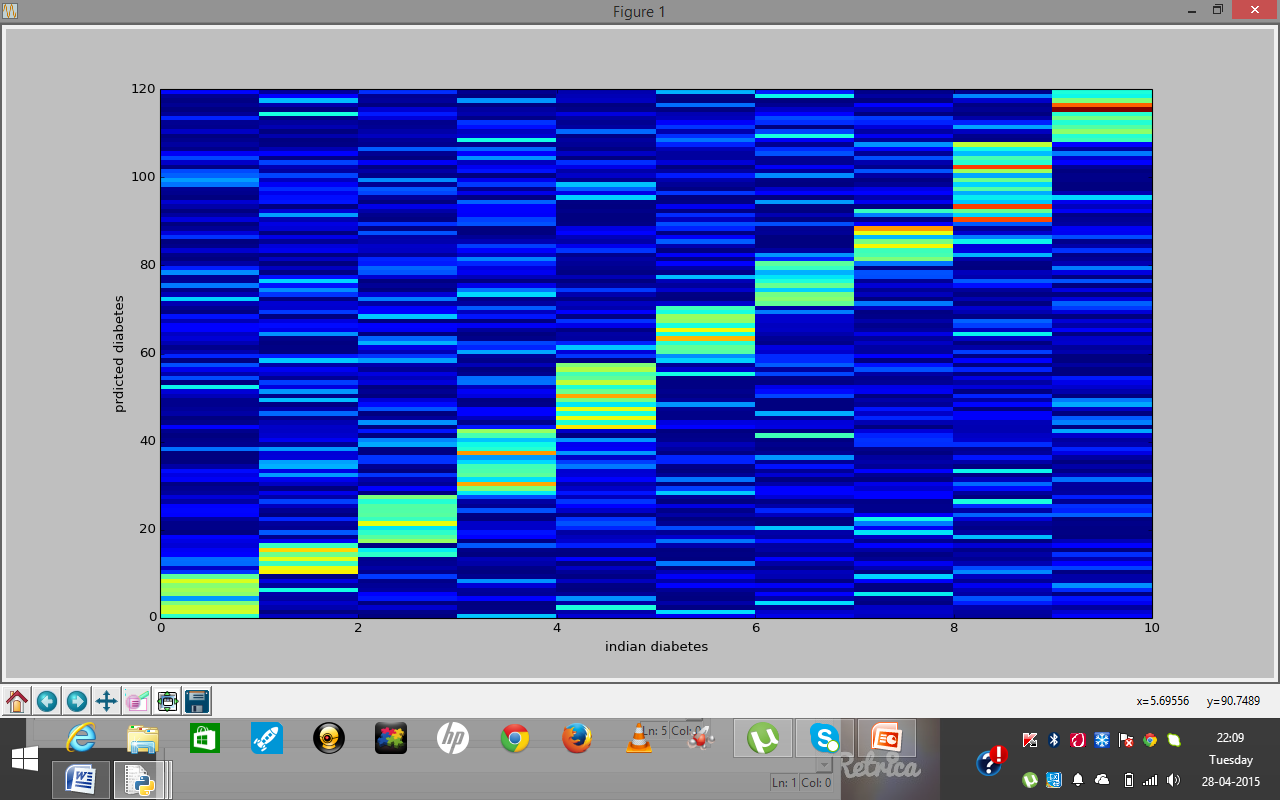 Figure 1
120
100
80
60
40
20
0
prdicted diabetes
0 2 4 6 8 10
indian diabetes
x=5.69556 y=90.7489
Ln: 5 Col: 0
hp
Retrica
Ln: 1 Col: 0
22:09
Tuesday
28-04-2015